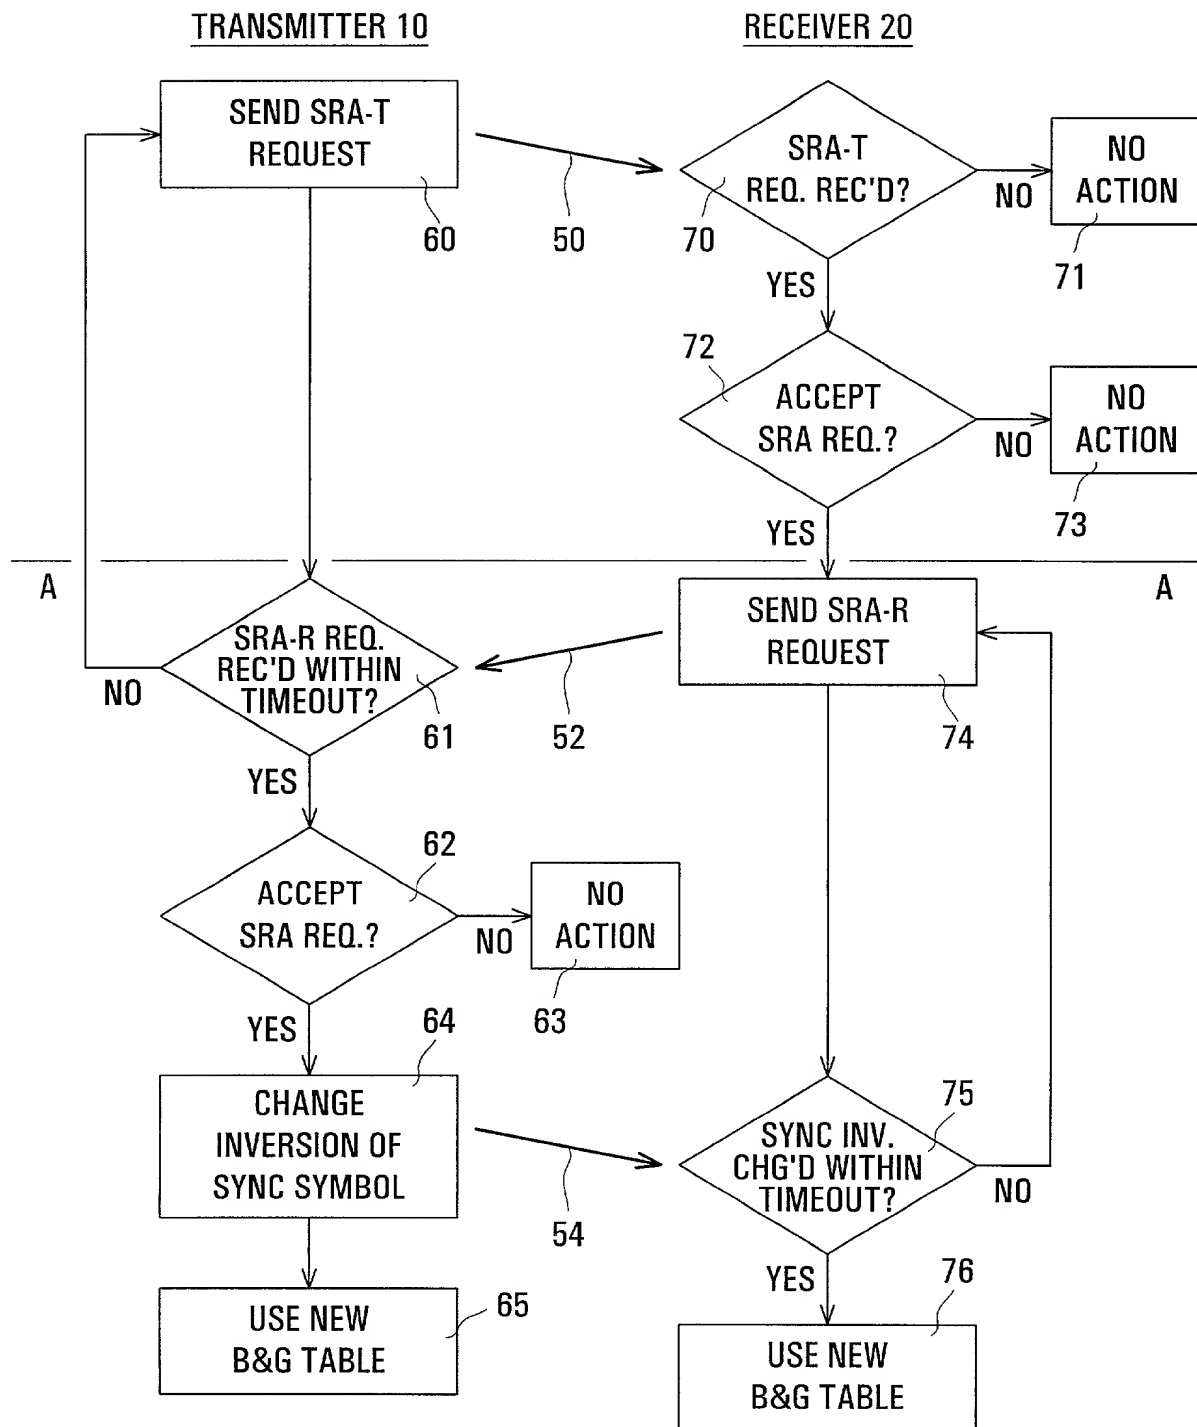 TRANSMITTER 10
RECEIVER 20
SEND SRA-T
REQUEST
60
50
SRA-T
REQ. REC'D?
70
NO
NO
ACTION
71
YES
72
ACCEPT
SRA REQ.?
NO
NO
ACTION
73
YES
A
A
SRA-R REQ.
REC'D WITHIN
TIMEOUT?
NO
61
52
SEND SRA-R
REQUEST
74
YES
62
ACCEPT
SRA REQ.?
NO
NO
ACTION
63
YES
64
CHANGE
INVERSION OF
SYNC SYMBOL
54
75
SYNC INV.
CHG'D WITHIN
TIMEOUT?
NO
YES
76
USE NEW
B&G TABLE
65
USE NEW
B&G TABLE